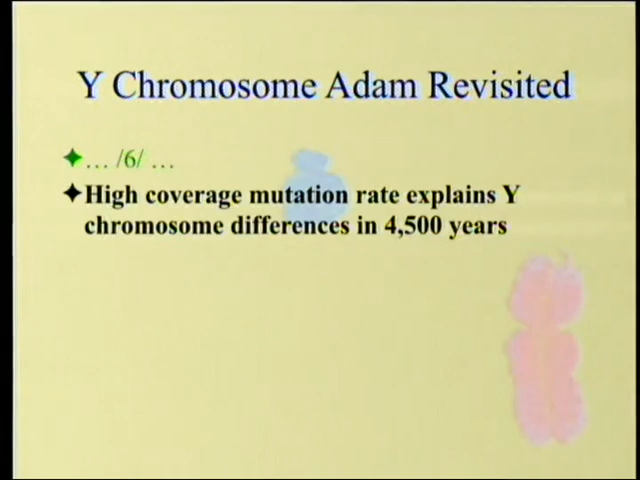 Y Chromosome Adam Revisited
… /6/ …
High coverage mutation rate explains Y
chromosome differences in 4,500 years